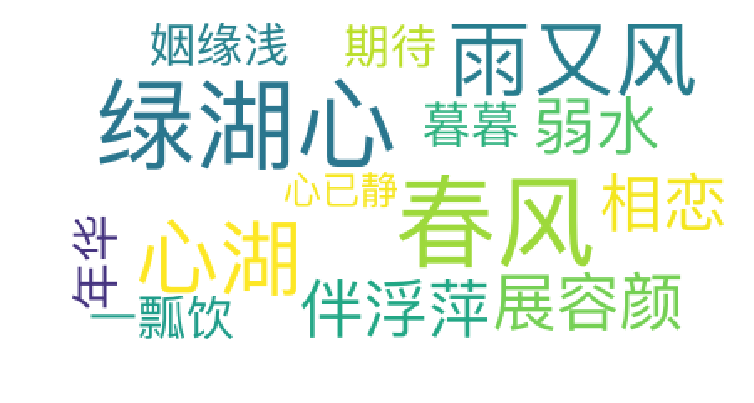 姻缘浅
期待
雨又风
绿湖心
暮暮
弱水
心已静
春风
相恋
年华
心湖
一瓢饮
伴浮萍
展容颜